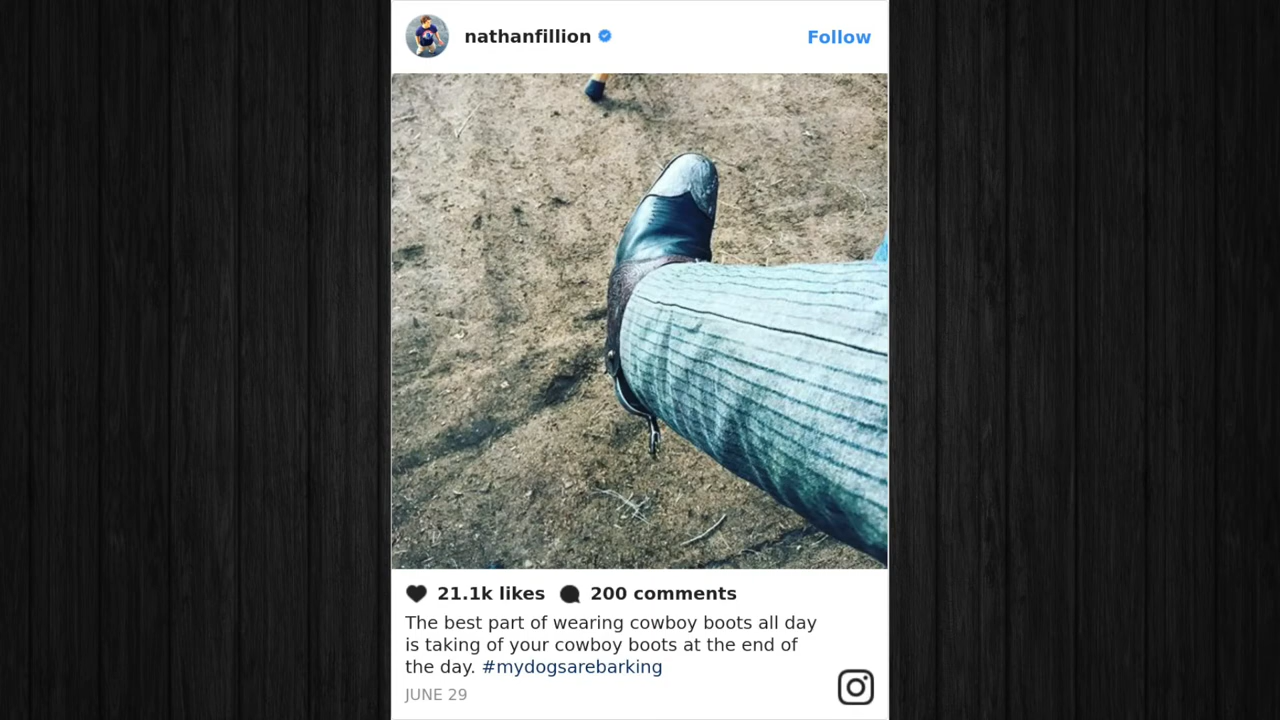 nathanfillion
Follow
21.1k likes 200 comments
The best part of wearing cowboy boots all day
is taking of your cowboy boots at the end of
the day. #mydogsarebarking
JUNE 29